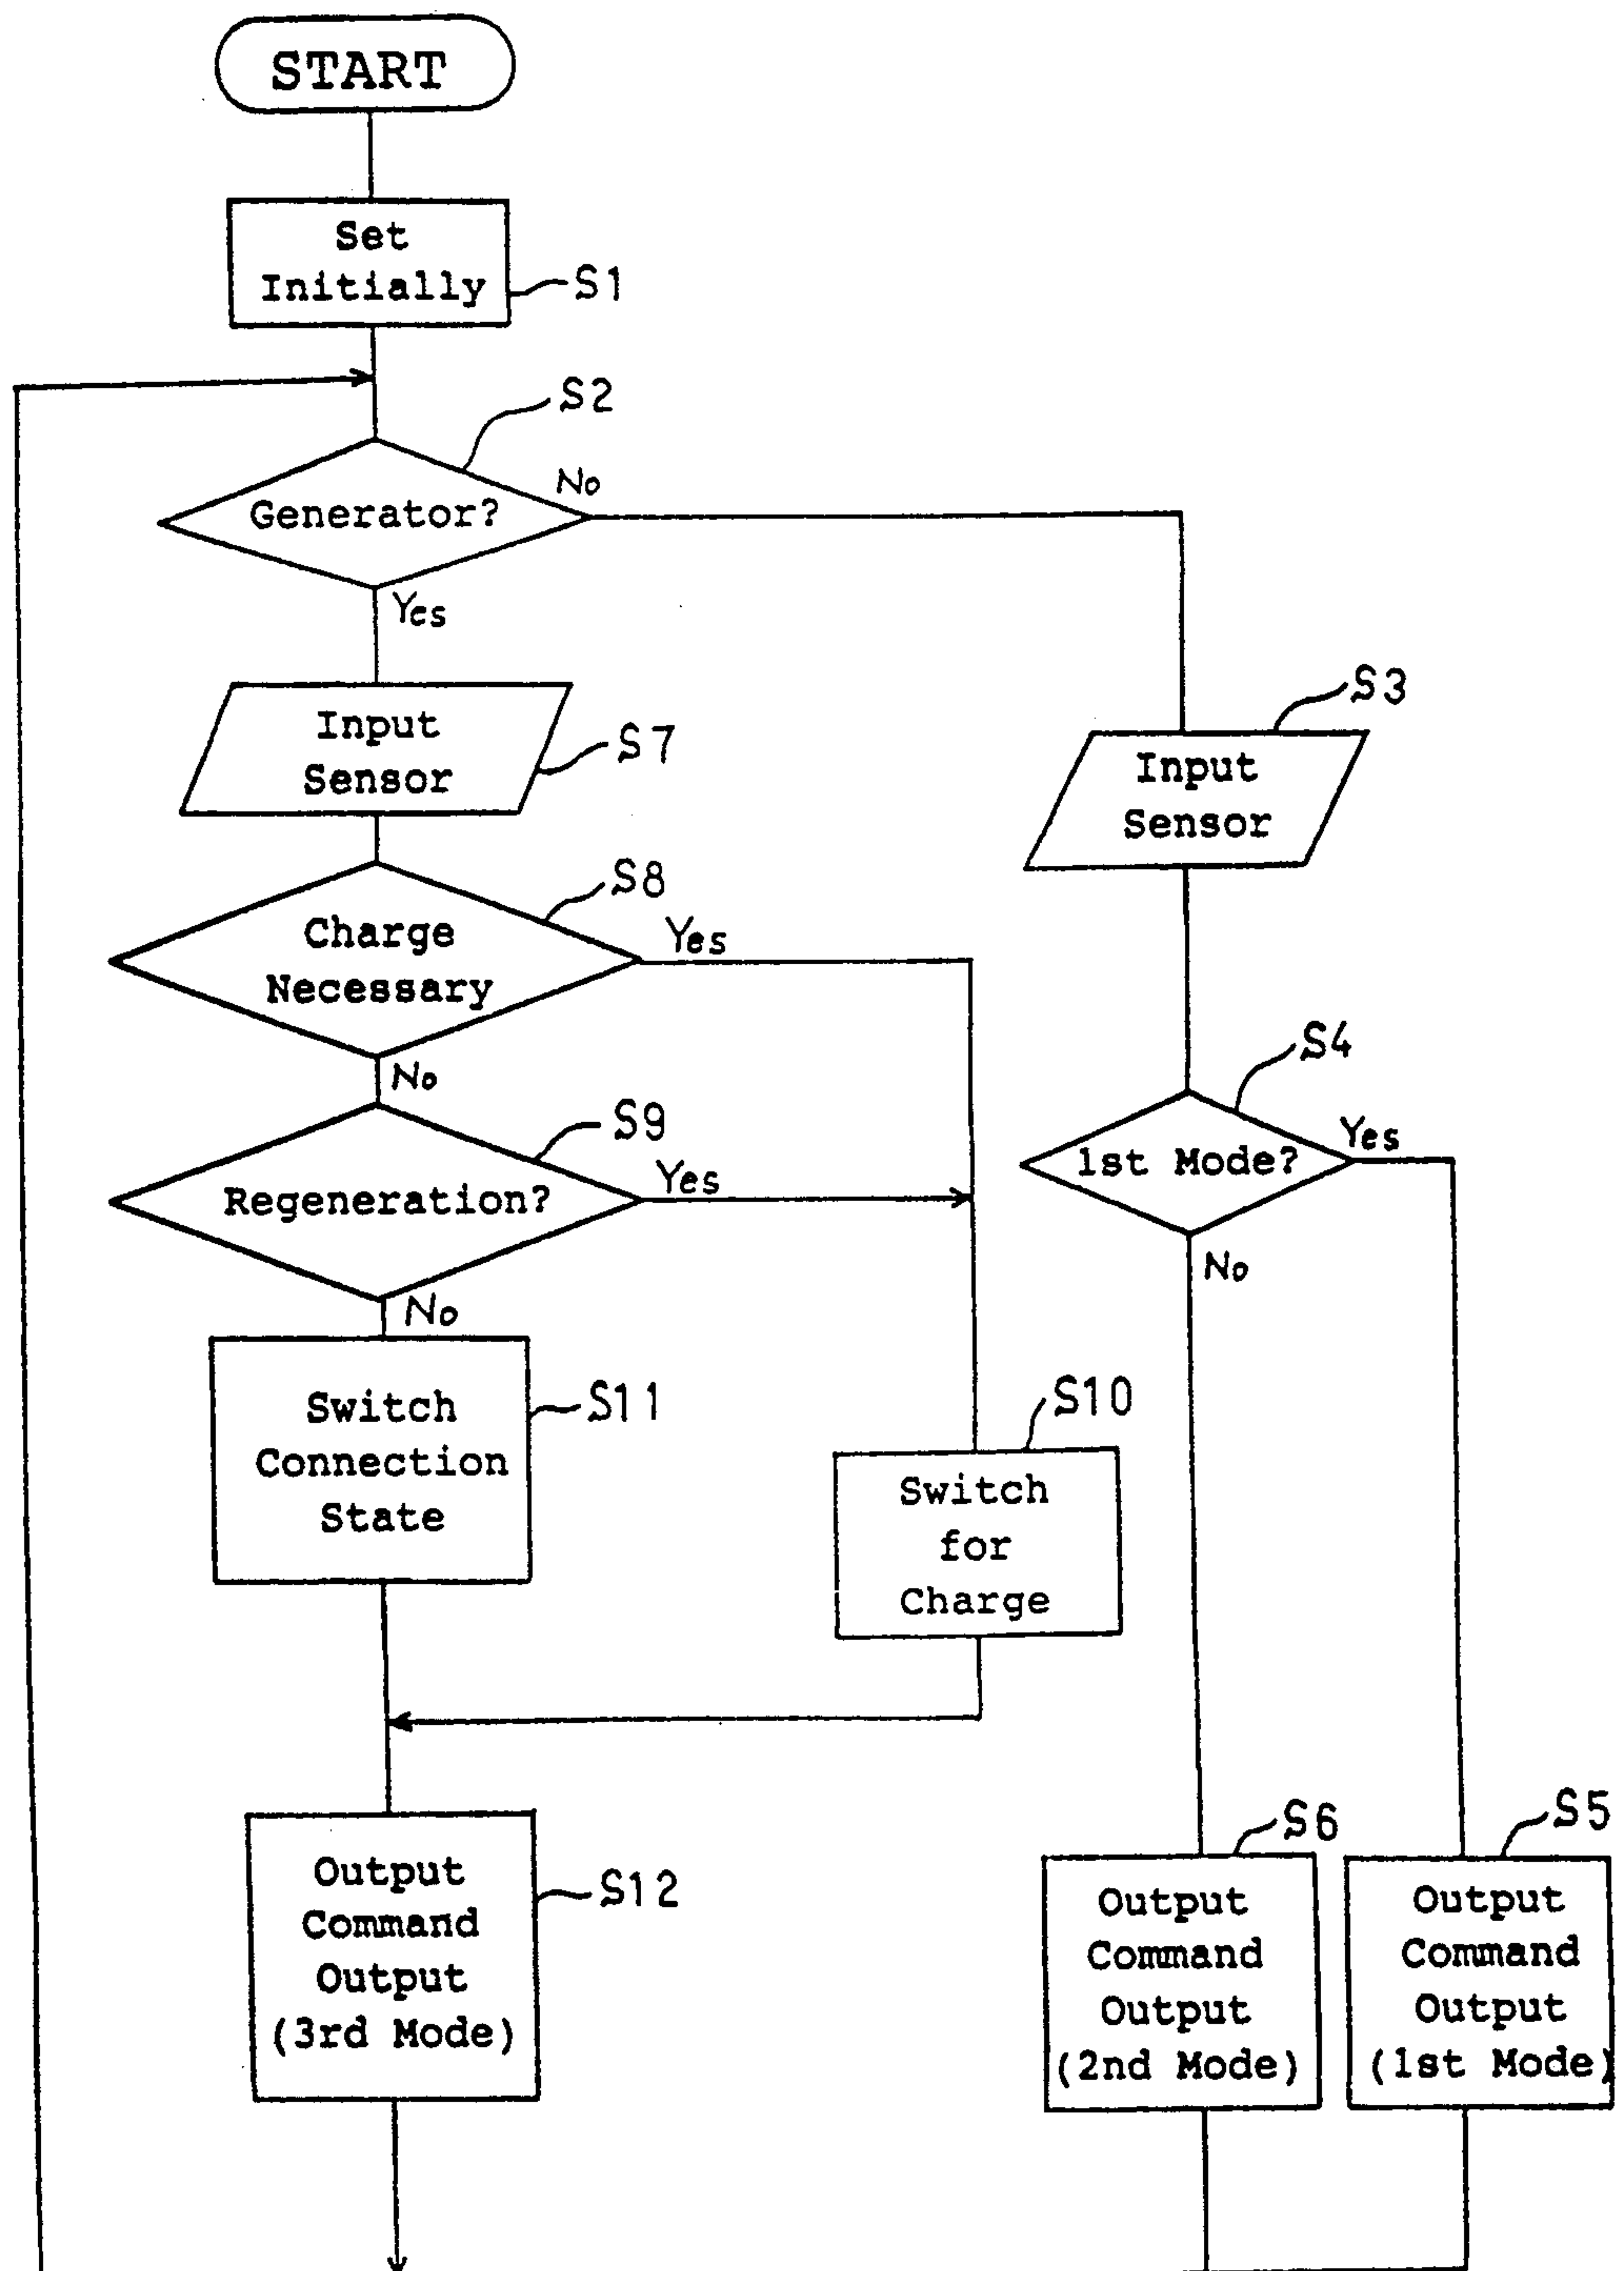 START
Set
Initially
S1
S2
Generator?
No
Yes
Input
Sensor
S7
S3
Input
Sensor
S8
Charge
Necessary
Yes
No
S4
1st Mode?
Yes
No
S9
Regeneration?
Yes
No
Switch
Connection
State
S11
S10
Switch
for
Charge
Output
Command
Output
(3rd Mode)
S12
S6
Output
Command
Output
(2nd Mode)
S5
Output
Command
Output
(1st Mode)